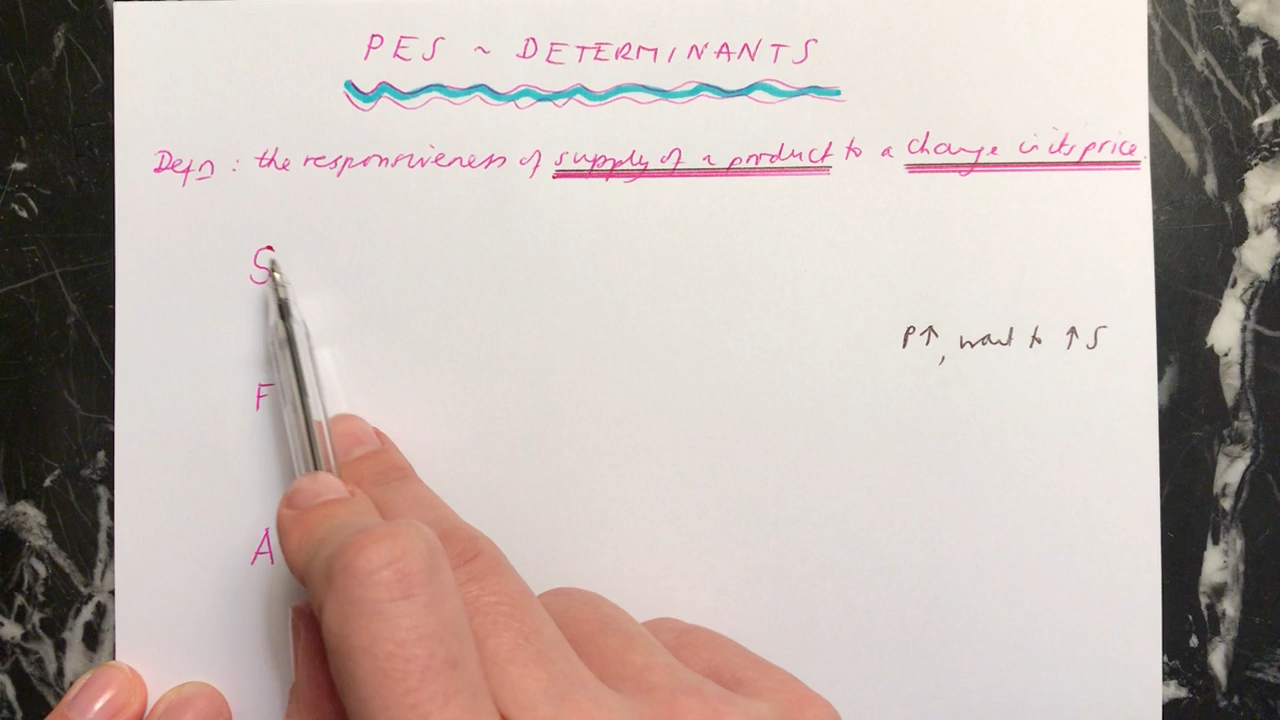 PES ~ DETERMINANTS
Defn : the responsiveness of supply of a product to a change in its price.
S
P↑, want to ↑ S
F
A